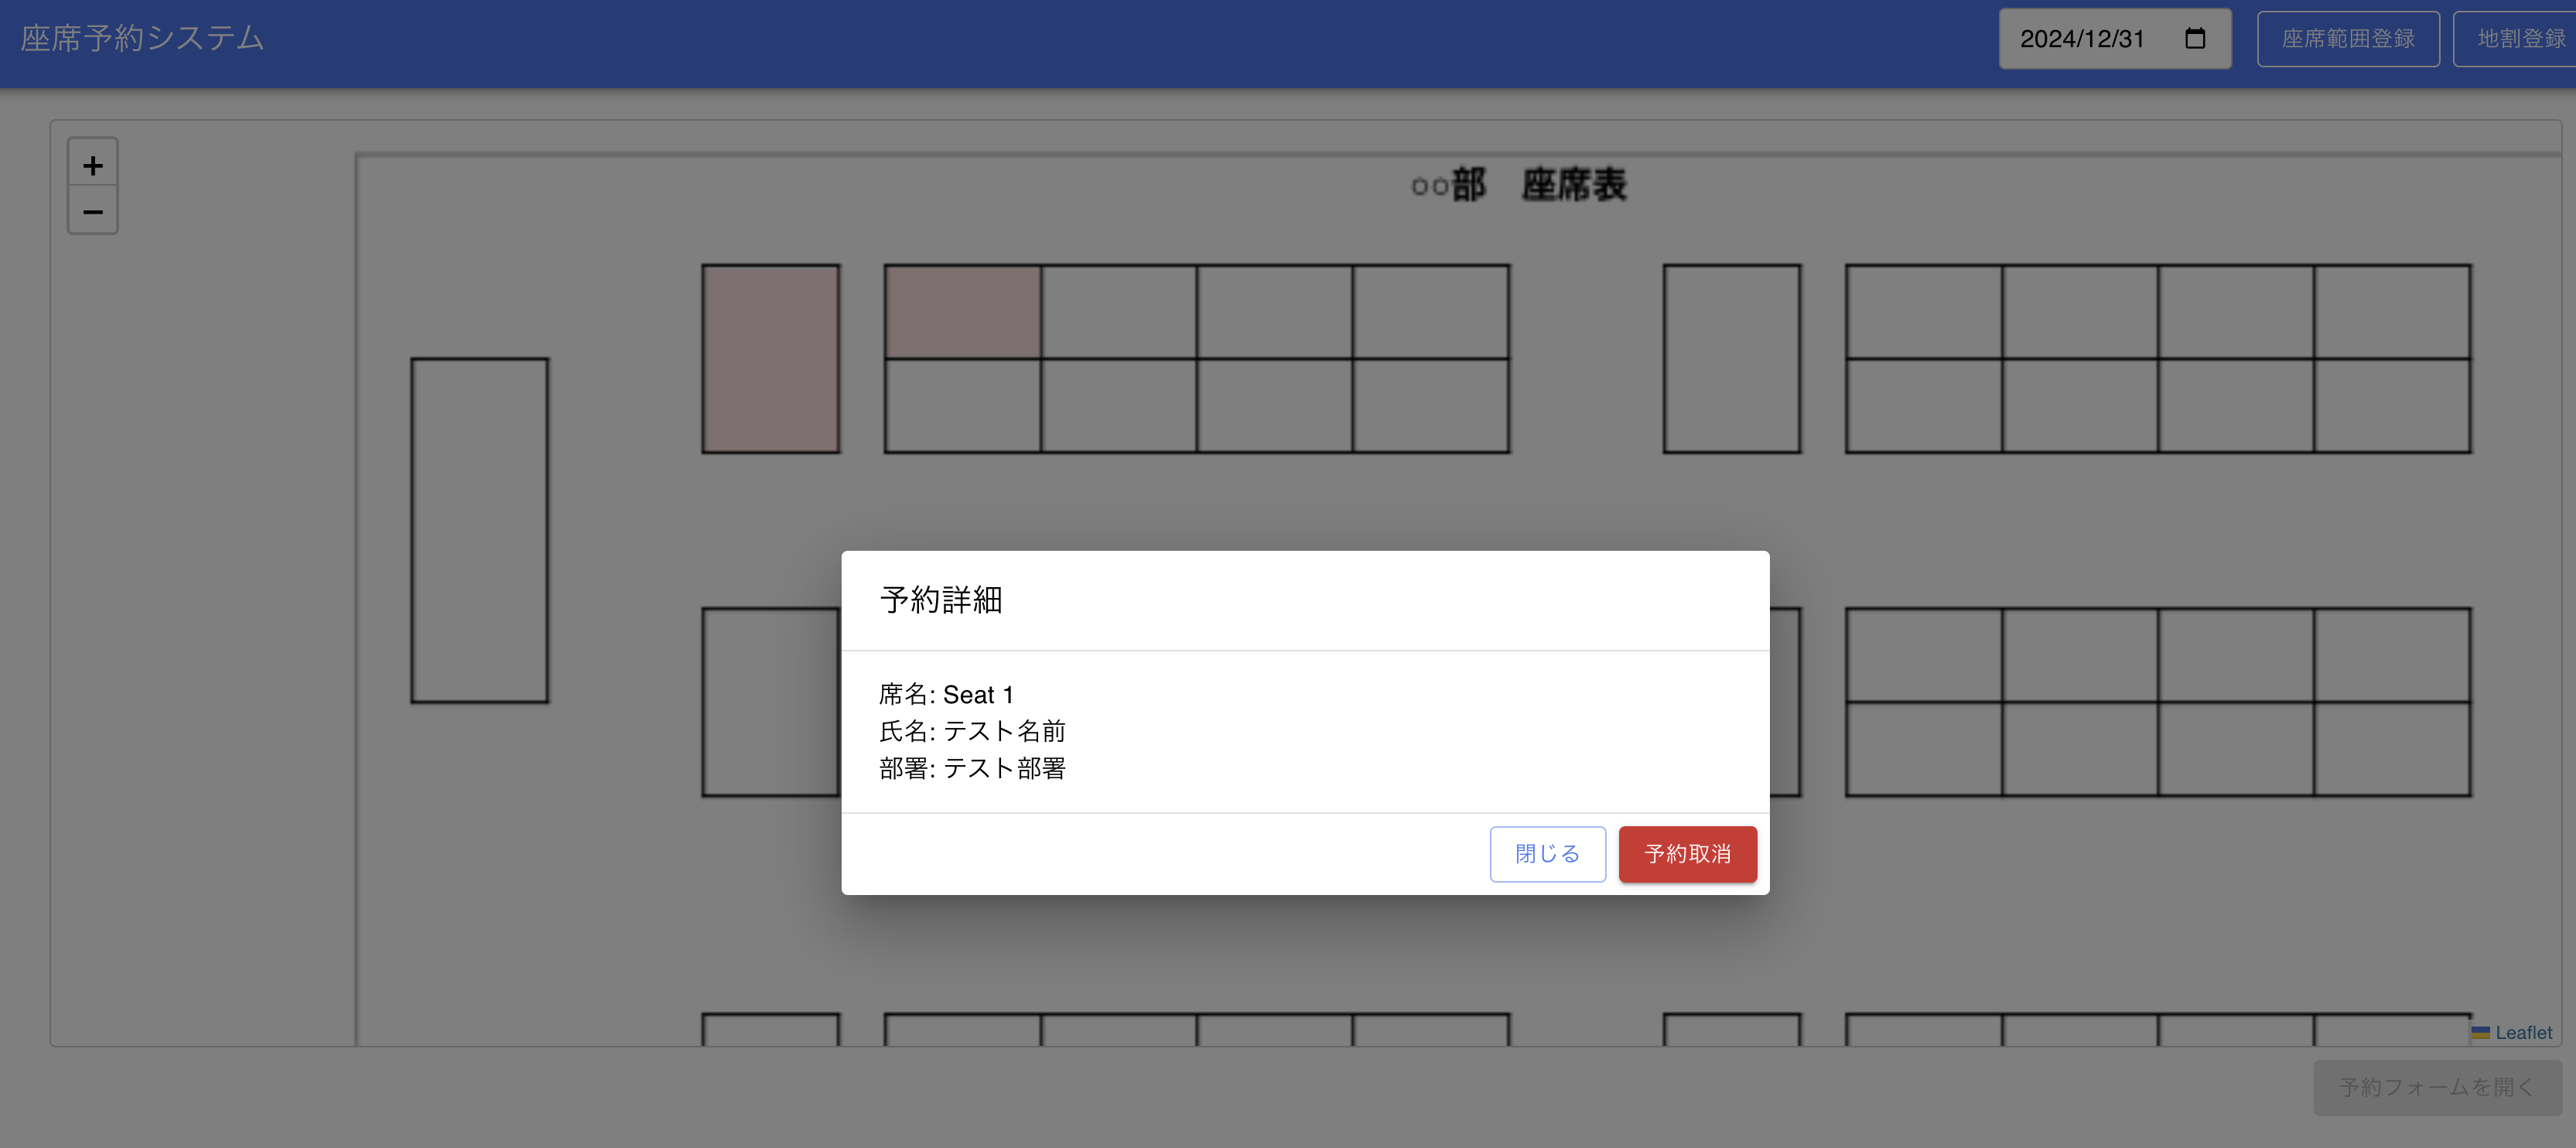 座席予約システム
2024/12/31
座席範囲登録
地割登録
+
−
○○部　座席表
予約詳細
席名: Seat 1
氏名: テスト名前
部署: テスト部署
閉じる
予約取消
Leaflet
予約フォームを開く